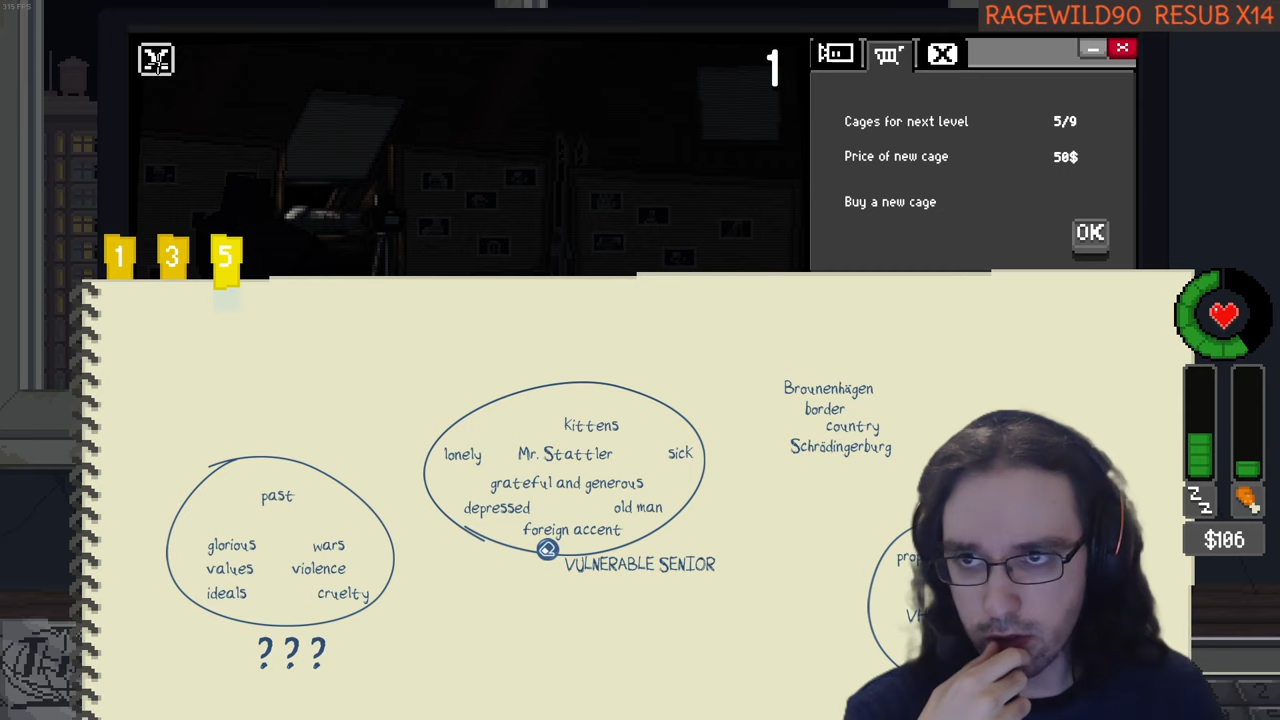 315 FPS
RAGEWILD90 RESUB X14
1
X
Cages for next level 5/9
Price of new cage 50$
Buy a new cage
OK
1 3 5
Brounenhägen
border
country
Schrödingerburg
kittens
lonely Mr. Stattler sick
grateful and generous
depressed old man
foreign accent
VULNERABLE SENIOR
past
glorious wars
values violence
ideals cruelty
???
$106